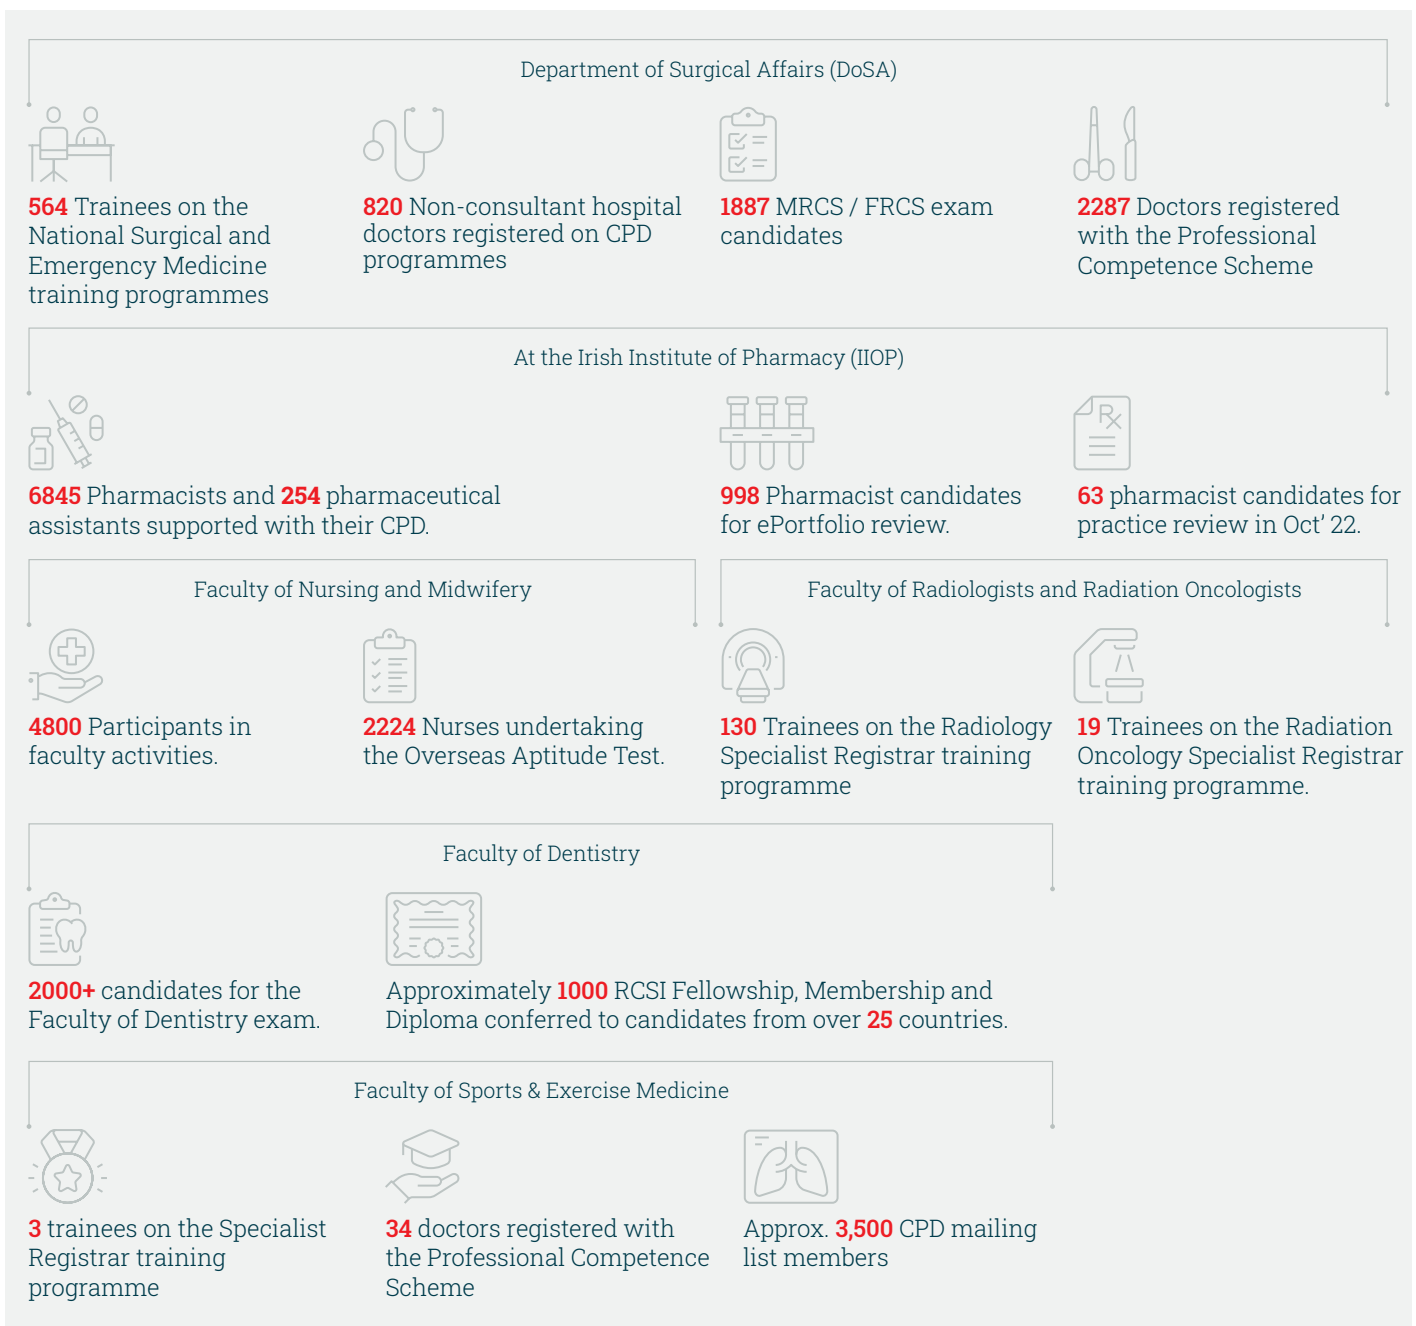 Department of Surgical Affairs (DoSA)
564 Trainees on the
National Surgical and
Emergency Medicine
training programmes
820 Non-consultant hospital
doctors registered on CPD
programmes
1887 MRCS / FRCS exam
candidates
2287 Doctors registered
with the Professional
Competence Scheme
At the Irish Institute of Pharmacy (IIOP)
6845 Pharmacists and 254 pharmaceutical
assistants supported with their CPD.
998 Pharmacist candidates
for ePortfolio review.
Rx
63 pharmacist candidates for
practice review in Oct’ 22.
Faculty of Nursing and Midwifery
4800 Participants in
faculty activities.
2224 Nurses undertaking
the Overseas Aptitude Test.
Faculty of Radiologists and Radiation Oncologists
130 Trainees on the Radiology
Specialist Registrar training
programme
19 Trainees on the Radiation
Oncology Specialist Registrar
training programme.
Faculty of Dentistry
2000+ candidates for the
Faculty of Dentistry exam.
Approximately 1000 RCSI Fellowship, Membership and
Diploma conferred to candidates from over 25 countries.
Faculty of Sports & Exercise Medicine
3 trainees on the Specialist
Registrar training
programme
34 doctors registered with
the Professional Competence
Scheme
Approx. 3,500 CPD mailing
list members